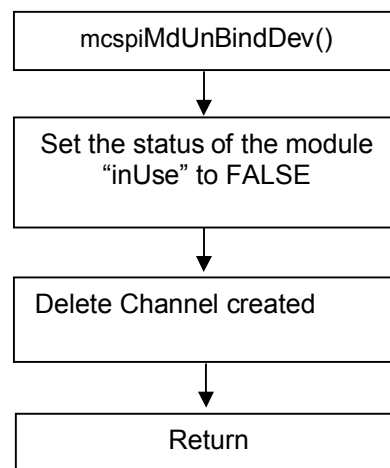 mcspiMdUnBindDev()
Set the status of the module
“inUse” to FALSE
Delete Channel created
Return